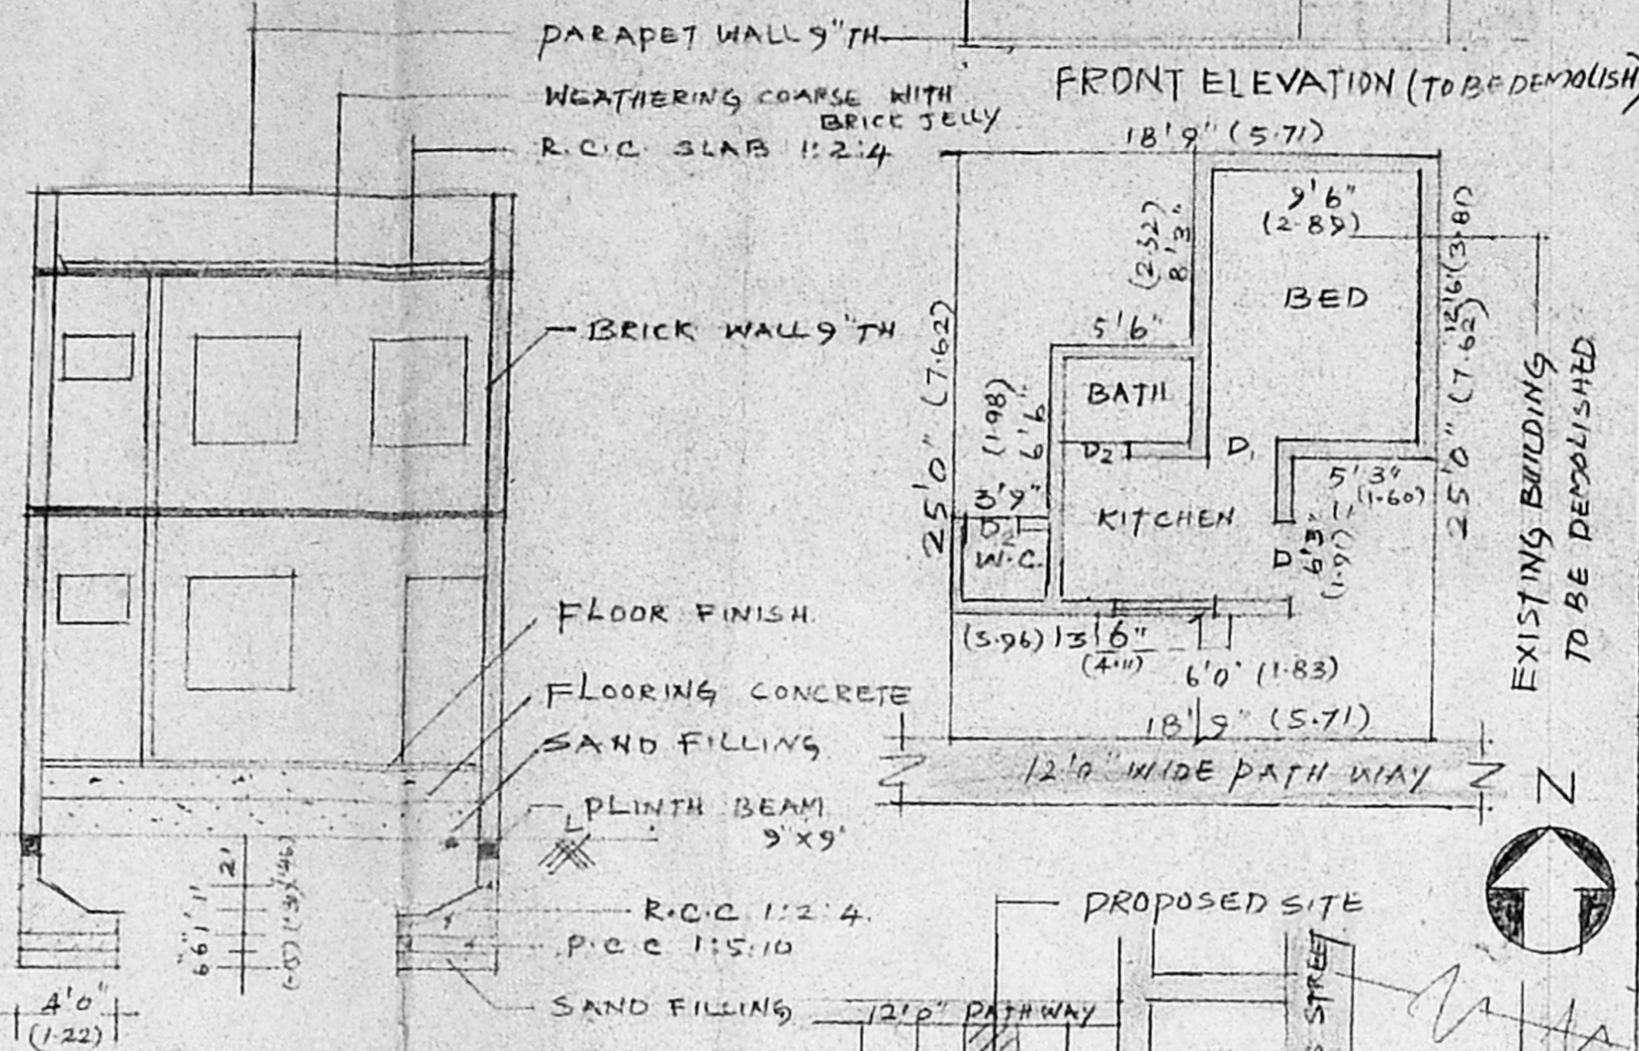 PARAPET WALL 9"TH
WEATHERING COARSE WITH
BRICK JELLY
R.C.C. SLAB 1:2:4
BRICK WALL 9"TH
FLOOR FINISH.
FLOORING CONCRETE
SAND FILLING
PLINTH BEAM
9'X9'
R.C.C 1:2:4.
P.C.C 1:5:10
SAND FILLING
2'
1'
1'
4'0"
(1.22)
FRONT ELEVATION (TO BE DEMOLISH)
18'9" (5.71)
9'6"
(2.89)
BED
8'3"
(2.52)
12'6" (3.81)
25'0" (7.62)
25'0" (7.62)
5'6"
BATH
6'6"
(1.98)
D2
D1
5'3"
(1.60)
3'9"
D2
W.C.
KITCHEN
D
6'3"
(1.91)
(3.96) 13'6"
(4.11)
6'0' (1.83)
18'9" (5.71)
12'0" WIDE PATH WAY
EXISTING BUILDING
TO BE DEMOLISHED
N
PROPOSED SITE
12'0" PATHWAY
STREET